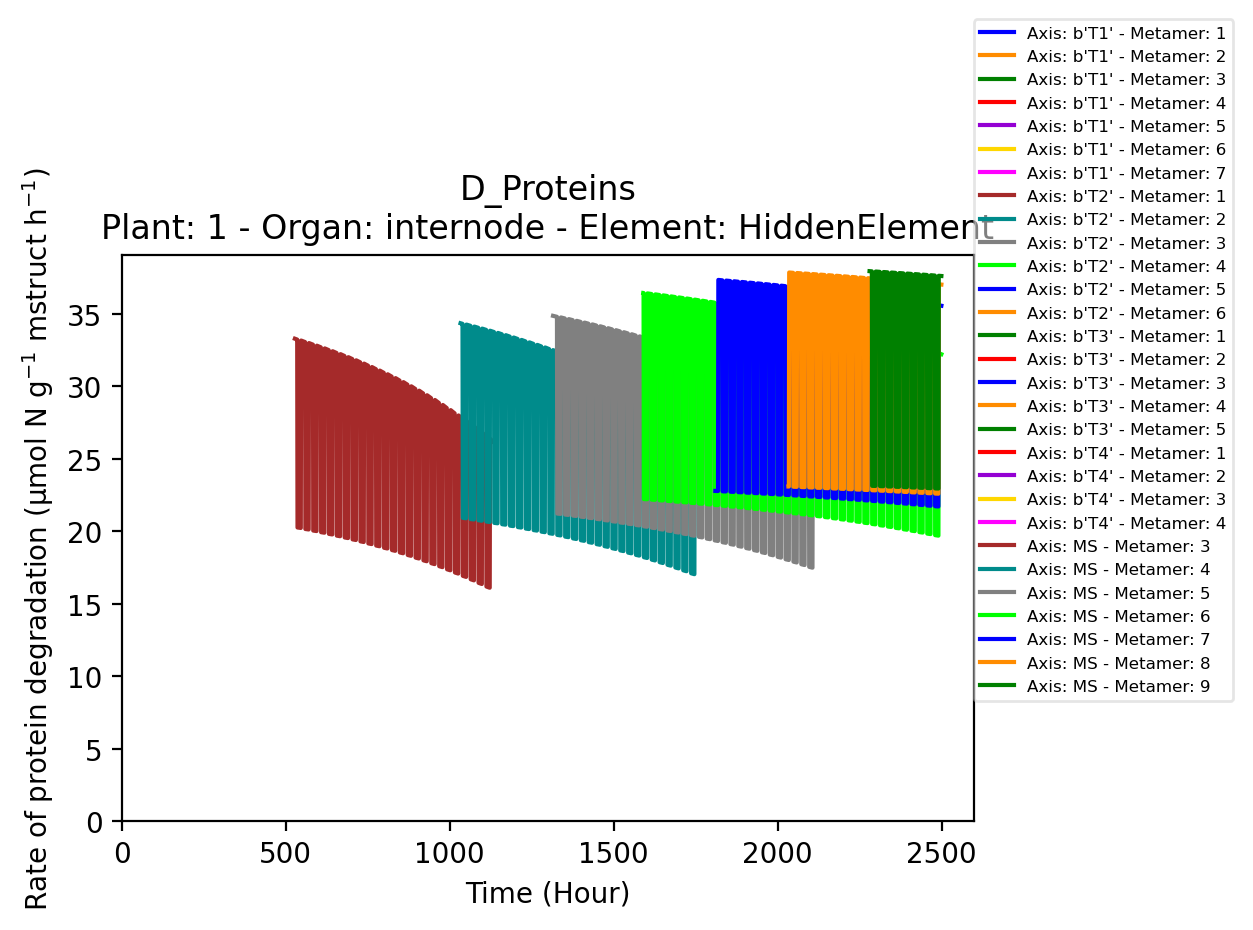 D_Proteins
Plant: 1 - Organ: internode - Element: HiddenElement
Rate of protein degradation (µmol N g⁻¹ mstruct h⁻¹)
35
30
25
20
15
10
5
0
0 500 1000 1500 2000 2500
Time (Hour)
Axis: b'T1' - Metamer: 1
Axis: b'T1' - Metamer: 2
Axis: b'T1' - Metamer: 3
Axis: b'T1' - Metamer: 4
Axis: b'T1' - Metamer: 5
Axis: b'T1' - Metamer: 6
Axis: b'T1' - Metamer: 7
Axis: b'T2' - Metamer: 1
Axis: b'T2' - Metamer: 2
Axis: b'T2' - Metamer: 3
Axis: b'T2' - Metamer: 4
Axis: b'T2' - Metamer: 5
Axis: b'T2' - Metamer: 6
Axis: b'T3' - Metamer: 1
Axis: b'T3' - Metamer: 2
Axis: b'T3' - Metamer: 3
Axis: b'T3' - Metamer: 4
Axis: b'T3' - Metamer: 5
Axis: b'T4' - Metamer: 1
Axis: b'T4' - Metamer: 2
Axis: b'T4' - Metamer: 3
Axis: b'T4' - Metamer: 4
Axis: MS - Metamer: 3
Axis: MS - Metamer: 4
Axis: MS - Metamer: 5
Axis: MS - Metamer: 6
Axis: MS - Metamer: 7
Axis: MS - Metamer: 8
Axis: MS - Metamer: 9